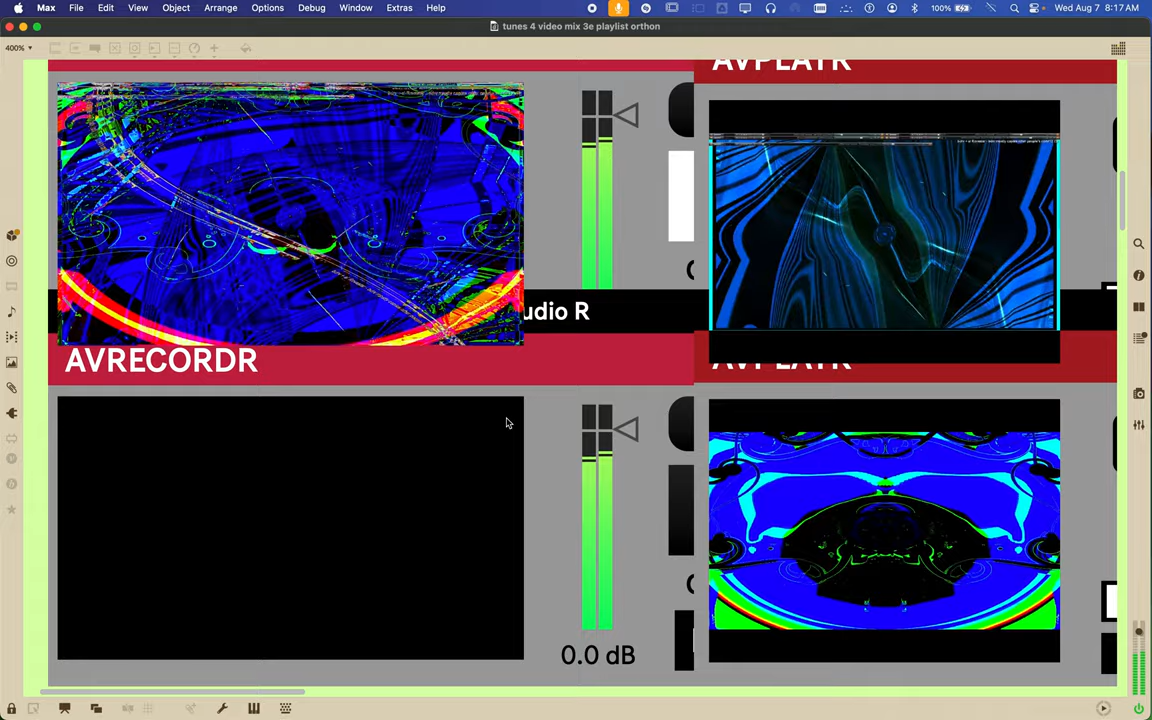 Max File Edit View Object Arrange Options Debug Window Extras Help 100% Wed Aug 7 8:17 AM
tunes 4 video mix 3e playlist orthon
400%
AVPLAYR
udio R
AVRECORDR
AVPLAYR
0.0 dB